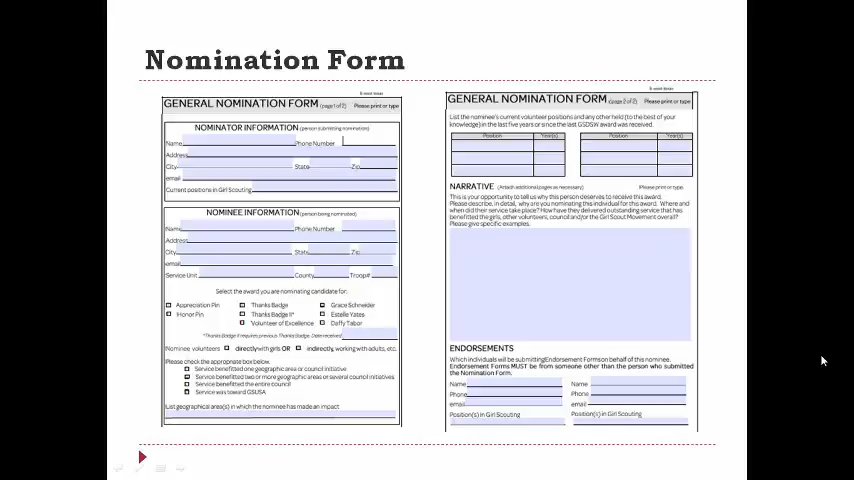 Nomination Form
GENERAL NOMINATION FORM (page 1 of 2) Please print or type
NOMINATOR INFORMATION (person submitting nomination)
Name Phone Number
Address
City State Zip
email
Current positions in Girl Scouting
NOMINEE INFORMATION (person being nominated)
Name Phone Number
Address
City State Zip
email
Service Unit County Troop#
Select the award you are nominating candidate for:
Appreciation Pin Thanks Badge Grace Schneider
Honor Pin Thanks Badge II* Estelle Yates
Volunteer of Excellence Daffy Tabor
*Thanks Badge II requires previous Thanks Badge. Date received
Nominee volunteers directly with girls OR indirectly, working with adults, etc.
Please check the appropriate box below.
Service benefitted one geographic area or council initiative
Service benefitted two or more geographic areas or several council initiatives.
Service benefitted the entire council
Service was toward GSUSA
List geographical area(s) in which the nominee has made an impact
GENERAL NOMINATION FORM (page 2 of 2) Please print or type
List the nominee's current volunteer positions and any other held (to the best of your
knowledge) in the last five years or since the last GSDSW award was received.
Position Year(s) Position Year(s)
NARRATIVE (Attach additional pages as necessary) Please print or type
This is your opportunity to tell us why this person deserves to receive this award.
Please describe, in detail, why are you nominating this individual for this award. Where and
when did their service take place? How have they delivered outstanding service that has
benefitted the girls, other volunteers, council and/or the Girl Scout Movement overall?
Please give specific examples.
ENDORSEMENTS
Which individuals will be submitting Endorsement Forms on behalf of this nominee.
Endorsement Forms MUST be from someone other than the person who submitted
the Nomination Form.
Name Name
Phone Phone
email email
Position(s) in Girl Scouting Position(s) in Girl Scouting